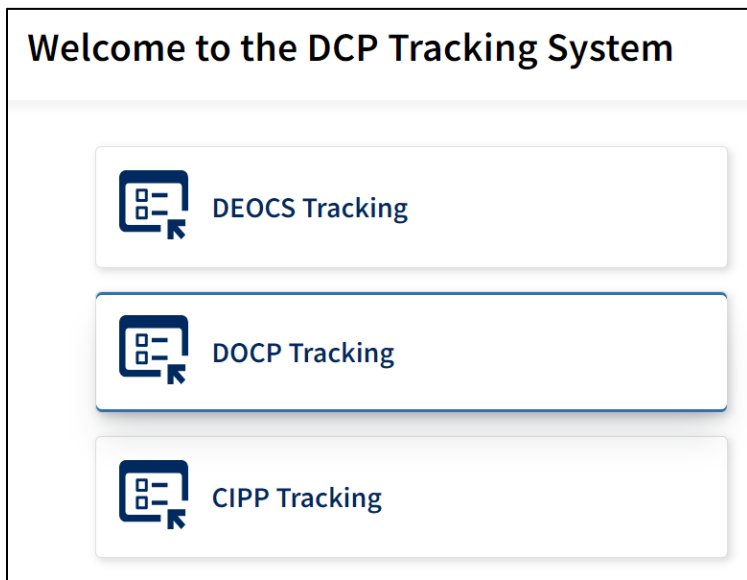 Welcome to the DCP Tracking System
DEOCS Tracking
DOCP Tracking
CIPP Tracking